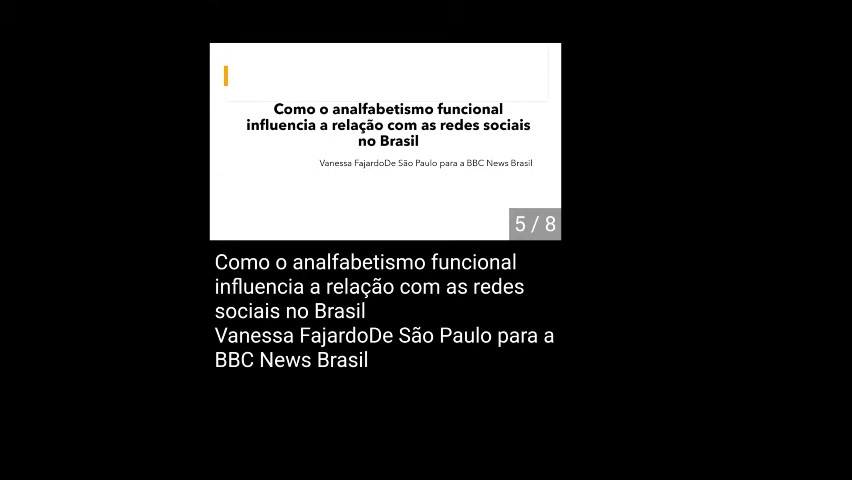 Como o analfabetismo funcional
influencia a relação com as redes sociais
no Brasil
Vanessa FajardoDe São Paulo para a BBC News Brasil
5 / 8
Como o analfabetismo funcional
influencia a relação com as redes
sociais no Brasil
Vanessa FajardoDe São Paulo para a
BBC News Brasil